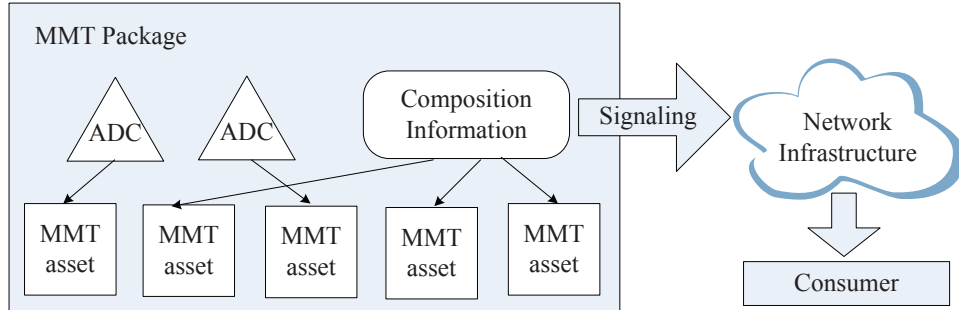 MMT Package
ADC
ADC
Composition
Information
Signaling
Network
Infrastructure
MMT
asset
MMT
asset
MMT
asset
MMT
asset
MMT
asset
Consumer